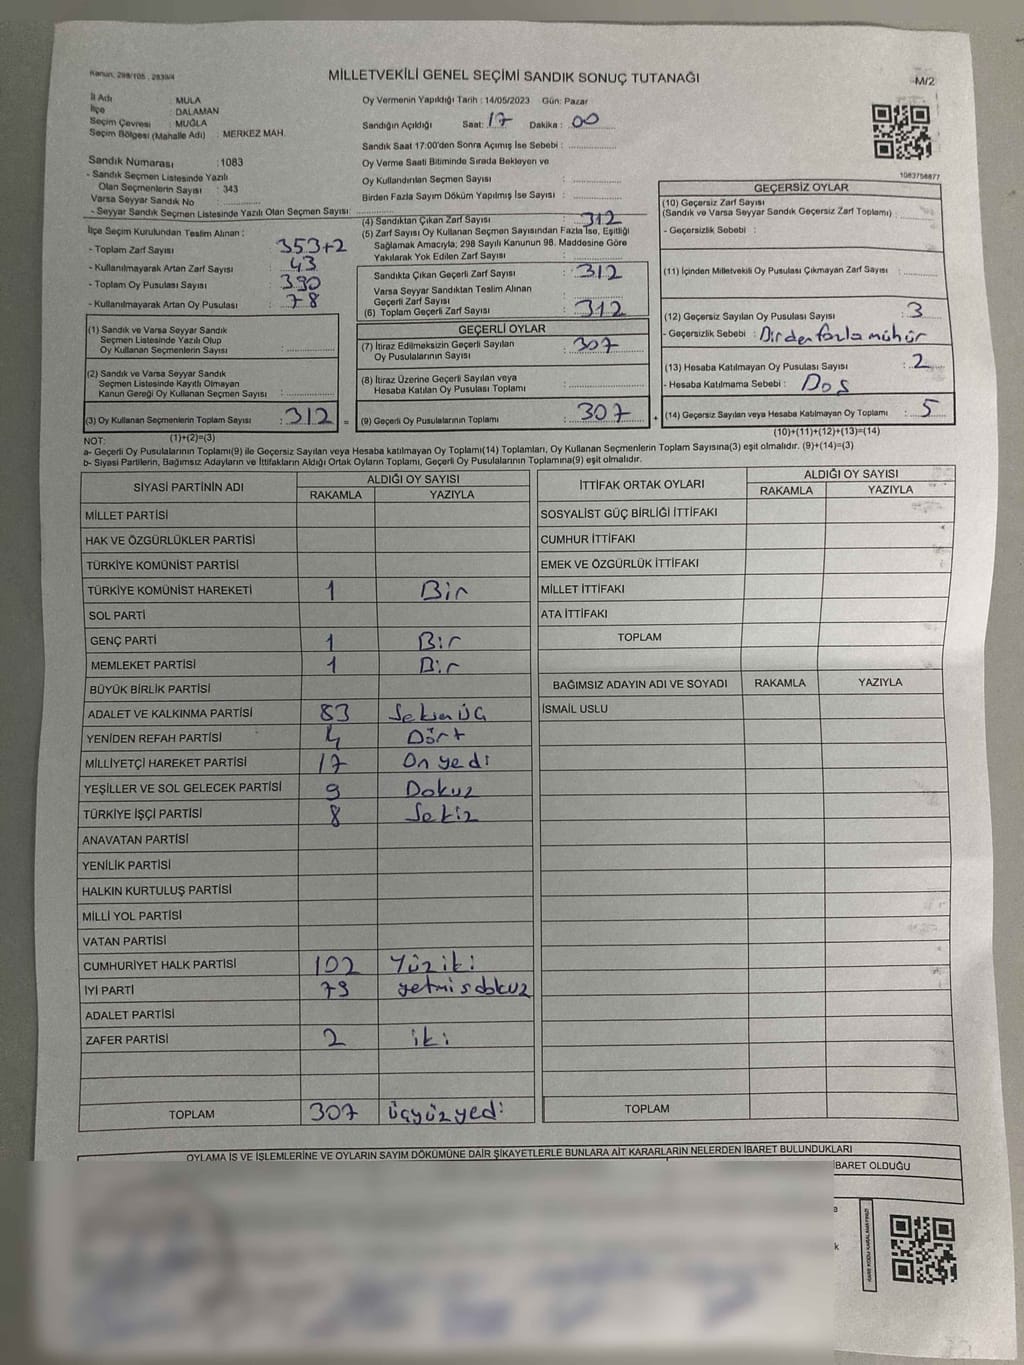 Kanun, 298/105 , 2839/4
MİLLETVEKİLİ GENEL SEÇİMİ SANDIK SONUÇ TUTANAĞI
M/2
İl Adı : MULA
İlçe : DALAMAN
Seçim Çevresi : MUĞLA
Seçim Bölgesi (Mahalle Adı) : MERKEZ MAH.
Sandık Numarası : 1083
- Sandık Seçmen Listesinde Yazılı
Olan Seçmenlerin Sayısı : 343
Varsa Seyyar Sandık No :
- Seyyar Sandık Seçmen Listesinde Yazılı Olan Seçmen Sayısı:
İlçe Seçim Kurulundan Teslim Alınan :
- Toplam Zarf Sayısı : 353+2
- Kullanılmayarak Artan Zarf Sayısı : 43
- Toplam Oy Pusulası Sayısı : 390
- Kullanılmayarak Artan Oy Pusulası : 78
(1) Sandık ve Varsa Seyyar Sandık
Seçmen Listesinde Yazılı Olup
Oy Kullanan Seçmenlerin Sayısı :
(2) Sandık ve Varsa Seyyar Sandık
Seçmen Listesinde Kayıtlı Olmayan
Kanun Gereği Oy Kullanan Seçmen Sayısı :
(3) Oy Kullanan Seçmenlerin Toplam Sayısı : 312 =
(1)+(2)=(3)
Oy Vermenin Yapıldığı Tarih : 14/05/2023 Gün: Pazar
Sandığın Açıldığı Saat: 17 Dakika : 00
Sandık Saat 17:00'den Sonra Açımış İse Sebebi :
Oy Verme Saati Bitiminde Sırada Bekleyen ve
Oy Kullandırılan Seçmen Sayısı :
Birden Fazla Sayım Döküm Yapılmış İse Sayısı :
(4) Sandıktan Çıkan Zarf Sayısı : 312
(5) Zarf Sayısı Oy Kullanan Seçmen Sayısından Fazla İse, Eşitliği
Sağlamak Amacıyla; 298 Sayılı Kanunun 98. Maddesine Göre
Yakılarak Yok Edilen Zarf Sayısı :
Sandıkta Çıkan Geçerli Zarf Sayısı : 312
Varsa Seyyar Sandıktan Teslim Alınan
Geçerli Zarf Sayısı :
(6) Toplam Geçerli Zarf Sayısı : 312
GEÇERLİ OYLAR
(7) İtiraz Edilmeksizin Geçerli Sayılan
Oy Pusulalarının Sayısı : 307
(8) İtiraz Üzerine Geçerli Sayılan veya
Hesaba Katılan Oy Pusulası Toplamı :
(9) Geçerli Oy Pusulalarının Toplamı : 307 +
1083756877
GEÇERSİZ OYLAR
(10) Geçersiz Zarf Sayısı
(Sandık ve Varsa Seyyar Sandık Geçersiz Zarf Toplamı) :
- Geçersizlik Sebebi :
(11) İçinden Milletvekili Oy Pusulası Çıkmayan Zarf Sayısı :
(12) Geçersiz Sayılan Oy Pusulası Sayısı : 3
- Geçersizlik Sebebi : Birden fazla mühür
(13) Hesaba Katılmayan Oy Pusulası Sayısı : 2
- Hesaba Katılmama Sebebi : Boş
(14) Geçersiz Sayılan veya Hesaba Katılmayan Oy Toplamı : 5
(10)+(11)+(12)+(13)=(14)
NOT:
a- Geçerli Oy Pusulalarının Toplamı(9) ile Geçersiz Sayılan veya Hesaba katılmayan Oy Toplamı(14) Toplamları, Oy Kullanan Seçmenlerin Toplam Sayısına(3) eşit olmalıdır. (9)+(14)=(3)
b- Siyasi Partilerin, Bağımsız Adayların ve İttifakların Aldığı Ortak Oyların Toplamı, Geçerli Oy Pusulalarının Toplamına(9) eşit olmalıdır.
SİYASİ PARTİNİN ADI ALDIĞI OY SAYISI
RAKAMLA YAZIYLA
MİLLET PARTİSİ
HAK VE ÖZGÜRLÜKLER PARTİSİ
TÜRKİYE KOMÜNİST PARTİSİ
TÜRKİYE KOMÜNİST HAREKETİ 1 Bir
SOL PARTİ
GENÇ PARTİ 1 Bir
MEMLEKET PARTİSİ 1 Bir
BÜYÜK BİRLİK PARTİSİ
ADALET VE KALKINMA PARTİSİ 83 Seksen Üç
YENİDEN REFAH PARTİSİ 4 Dört
MİLLİYETÇİ HAREKET PARTİSİ 17 On yedi
YEŞİLLER VE SOL GELECEK PARTİSİ 9 Dokuz
TÜRKİYE İŞÇİ PARTİSİ 8 Sekiz
ANAVATAN PARTİSİ
YENİLİK PARTİSİ
HALKIN KURTULUŞ PARTİSİ
MİLLİ YOL PARTİSİ
VATAN PARTİSİ
CUMHURİYET HALK PARTİSİ 102 Yüz iki
İYİ PARTİ 79 yetmiş dokuz
ADALET PARTİSİ
ZAFER PARTİSİ 2 iki
TOPLAM 307 üçyüz yedi
İTTİFAK ORTAK OYLARI ALDIĞI OY SAYISI
RAKAMLA YAZIYLA
SOSYALİST GÜÇ BİRLİĞİ İTTİFAKI
CUMHUR İTTİFAKI
EMEK VE ÖZGÜRLÜK İTTİFAKI
MİLLET İTTİFAKI
ATA İTTİFAKI
TOPLAM
BAĞIMSIZ ADAYIN ADI VE SOYADI RAKAMLA YAZIYLA
İSMAİL USLU
TOPLAM
OYLAMA İŞ VE İŞLEMLERİNE VE OYLARIN SAYIM DÖKÜMÜNE DAİR ŞİKAYETLERLE BUNLARA AİT KARARLARIN NELERDEN İBARET BULUNDUKLARI
İBARET OLDUĞU